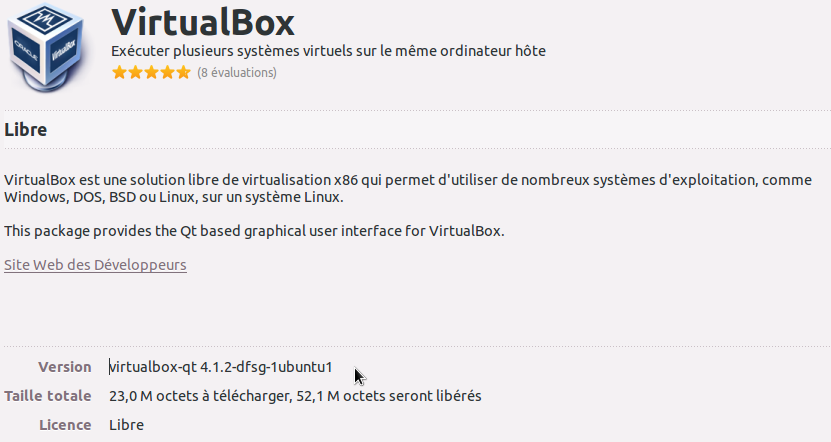 VirtualBox
Exécuter plusieurs systèmes virtuels sur le même ordinateur hôte
(8 évaluations)
Libre
VirtualBox est une solution libre de virtualisation x86 qui permet d'utiliser de nombreux systèmes d'exploitation, comme
Windows, DOS, BSD ou Linux, sur un système Linux.
This package provides the Qt based graphical user interface for VirtualBox.
Site Web des Développeurs
Version virtualbox-qt 4.1.2-dfsg-1ubuntu1
Taille totale 23,0 M octets à télécharger, 52,1 M octets seront libérés
Licence Libre
ORACLE
VirtualBox